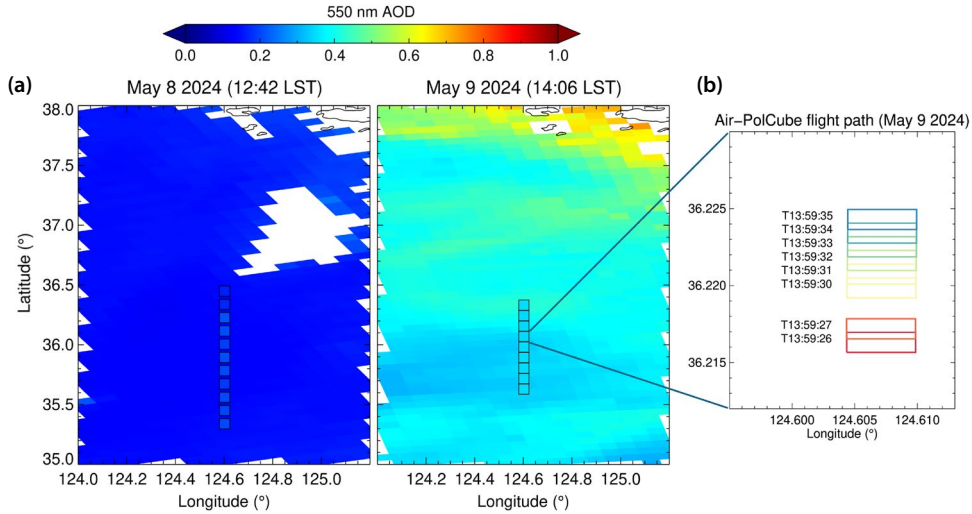 550 nm AOD
0.0 0.2 0.4 0.6 0.8 1.0
(a) May 8 2024 (12:42 LST) May 9 2024 (14:06 LST) (b)
Air−PolCube flight path (May 9 2024)
38.0
37.5
37.0
36.5
36.0
35.5
35.0
Latitude (°)
124.0 124.2 124.4 124.6 124.8 125.0
Longitude (°)
124.2 124.4 124.6 124.8 125.0
Longitude (°)
36.225
36.220
36.215
T13:59:35
T13:59:34
T13:59:33
T13:59:32
T13:59:31
T13:59:30
T13:59:27
T13:59:26
124.600 124.605 124.610
Longitude (°)